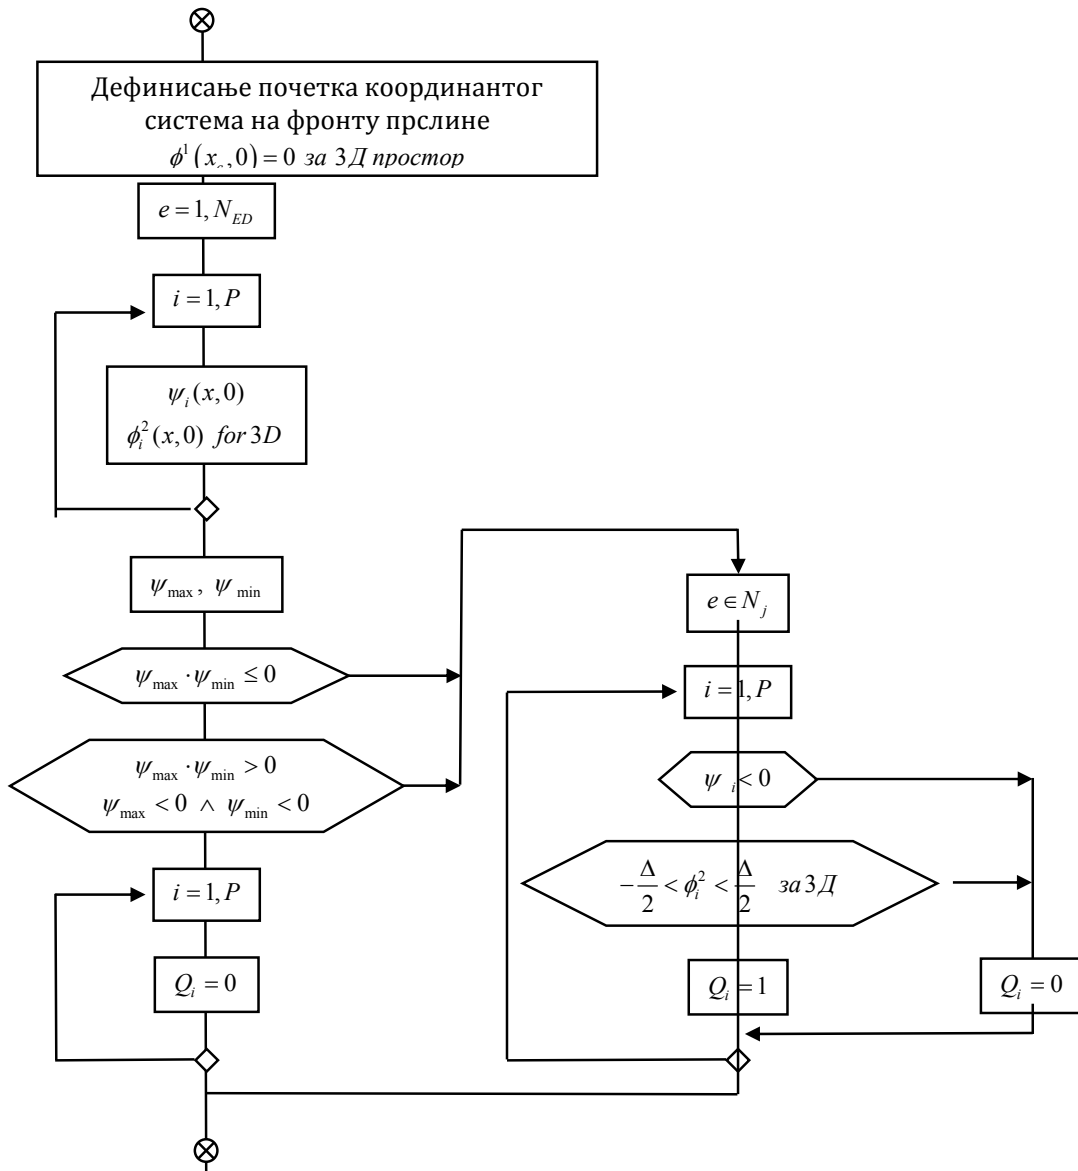 Дефинисање почетка координантог
система на фронту прслине
ϕ¹(x_c,0)=0 за 3Д простор
e=1,N_ED
i=1,P
ψ_i(x,0)
ϕ_i²(x,0) for 3D
ψ_max, ψ_min
ψ_max·ψ_min ≤ 0
ψ_max·ψ_min > 0
ψ_max < 0 ∧ ψ_min < 0
i=1,P
Q_i=0
e∈N_j
i=1,P
ψ_i<0
-Δ/2 < ϕ_i² < Δ/2 за 3Д
Q_i=1
Q_i=0